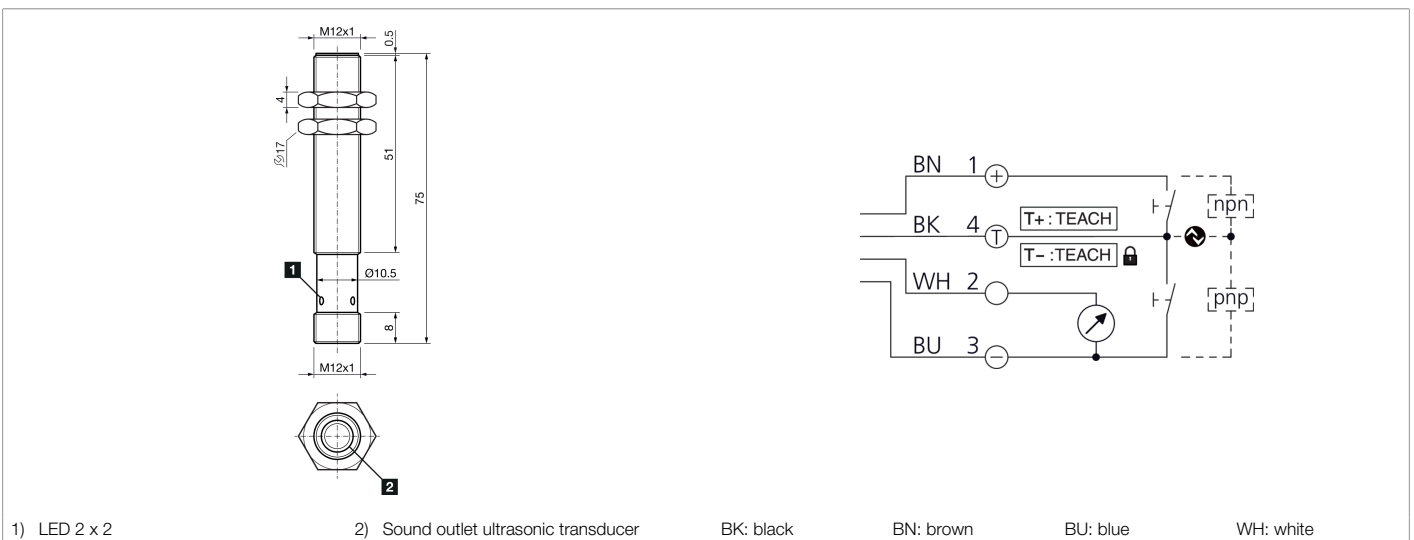 M12x1
0.5
4
17
51
75
1
Ø10.5
8
M12x1
2
BN 1
T+ : TEACH
npn
BK 4 T
T– :TEACH
WH 2
pnp
BU 3
1) LED 2 x 2
2) Sound outlet ultrasonic transducer
BK: black
BN: brown
BU: blue
WH: white